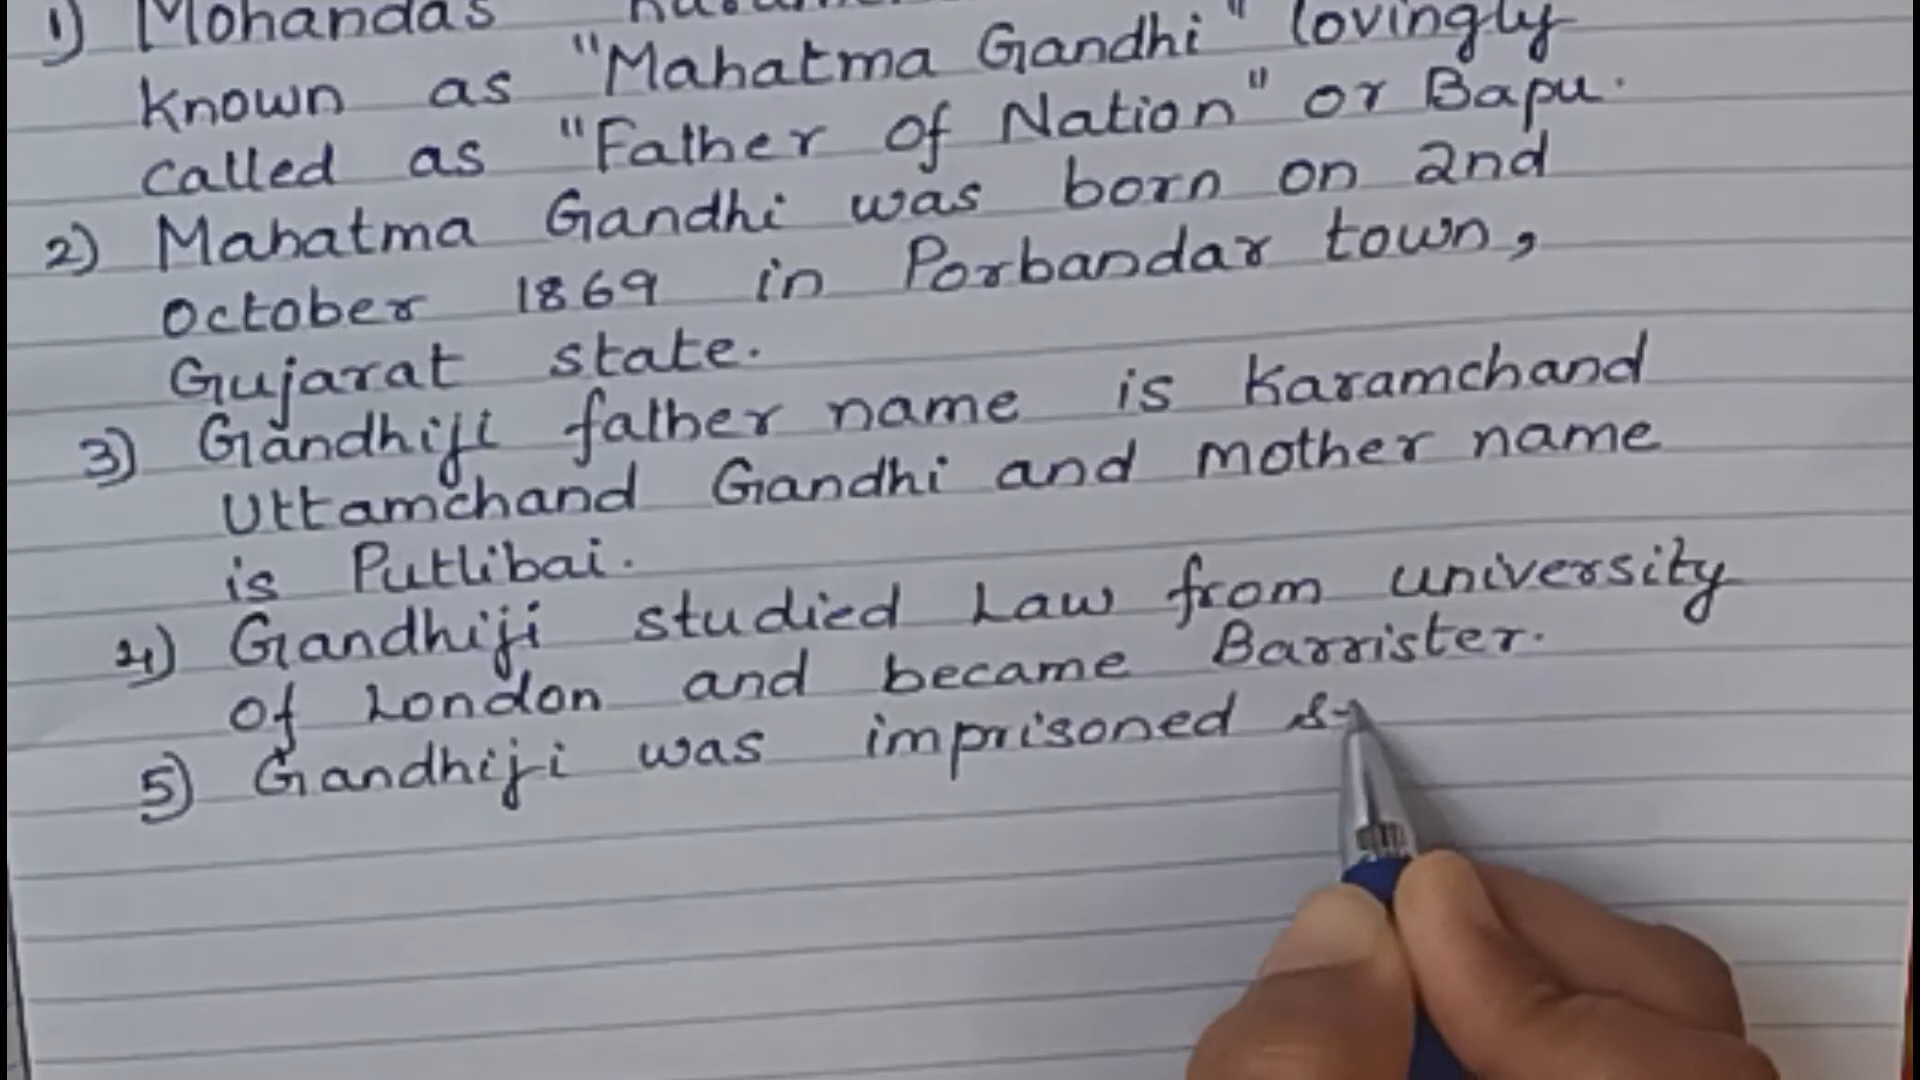 1) Mohandas
known as "Mahatma Gandhi" lovingly
called as "Father of Nation" or Bapu.
2) Mahatma Gandhi was born on 2nd
October 1869 in Porbandar town,
Gujarat state.
3) Gandhiji father name is Karamchand
Uttamchand Gandhi and mother name
is Putlibai.
4) Gandhiji studied Law from university
of London and became Barrister.
5) Gandhiji was imprisoned